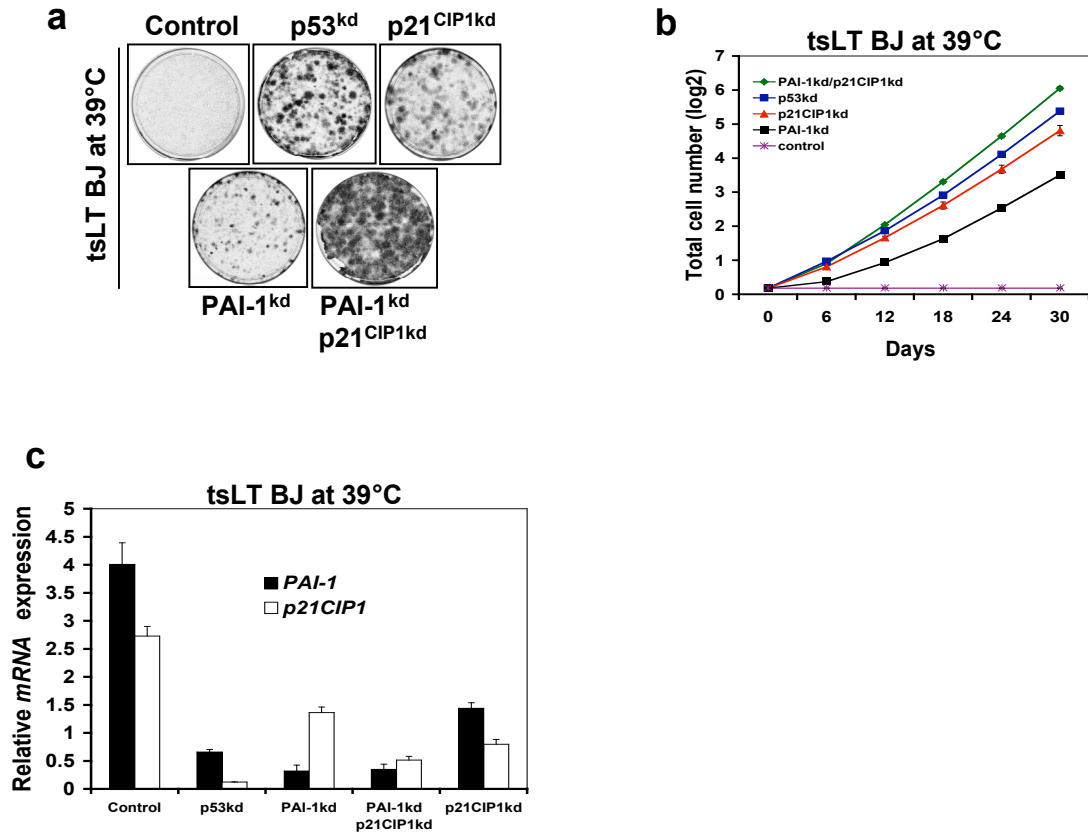 a
Control p53kd p21CIP1kd
tsLT BJ at 39°C
PAI-1kd PAI-1kd
p21CIP1kd
b
tsLT BJ at 39°C
Total cell number (log2)
7
6
5
4
3
2
1
0
PAI-1kd/p21CIP1kd
p53kd
p21CIP1kd
PAI-1kd
control
0 6 12 18 24 30
Days
c
tsLT BJ at 39°C
Relative mRNA expression
5
4.5
4
3.5
3
2.5
2
1.5
1
0.5
0
PAI-1
p21CIP1
Control p53kd PAI-1kd PAI-1kd p21CIP1kd
p21CIP1kd